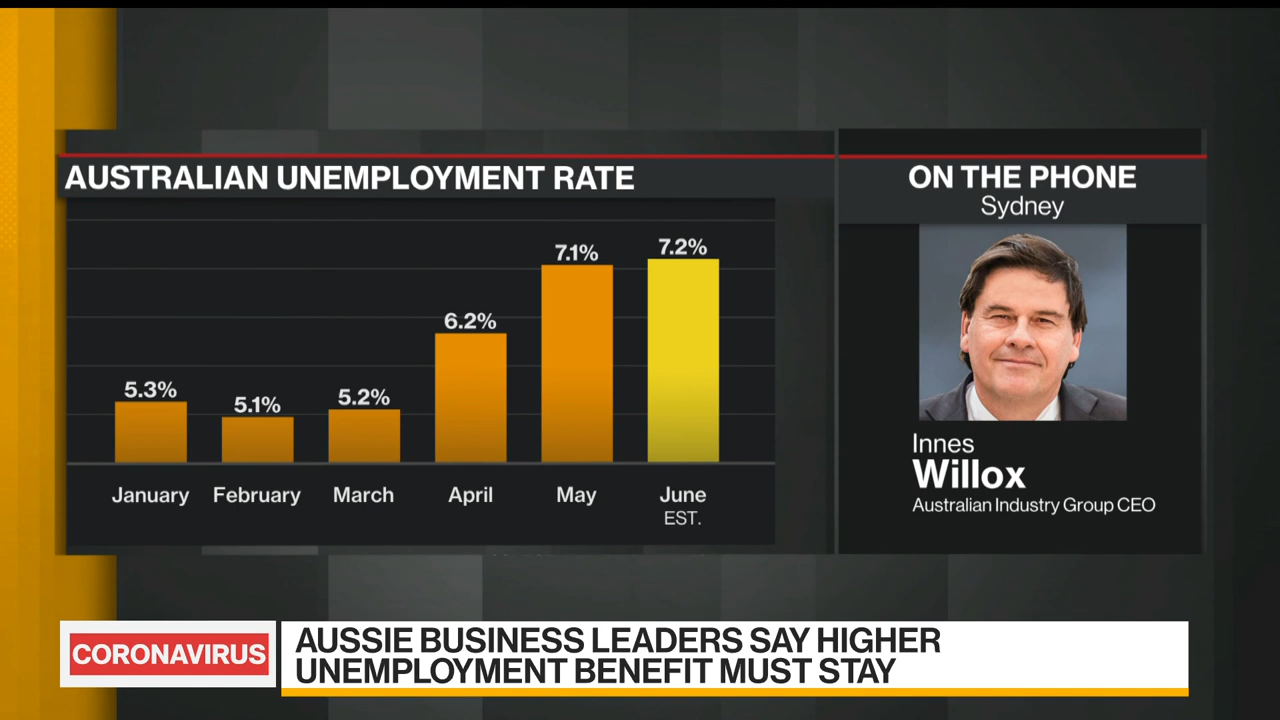 AUSTRALIAN UNEMPLOYMENT RATE
5.3%
5.1%
5.2%
6.2%
7.1%
7.2%
January
February
March
April
May
June
EST.
ON THE PHONE
Sydney
Innes
Willox
Australian Industry Group CEO
CORONAVIRUS
AUSSIE BUSINESS LEADERS SAY HIGHER
UNEMPLOYMENT BENEFIT MUST STAY